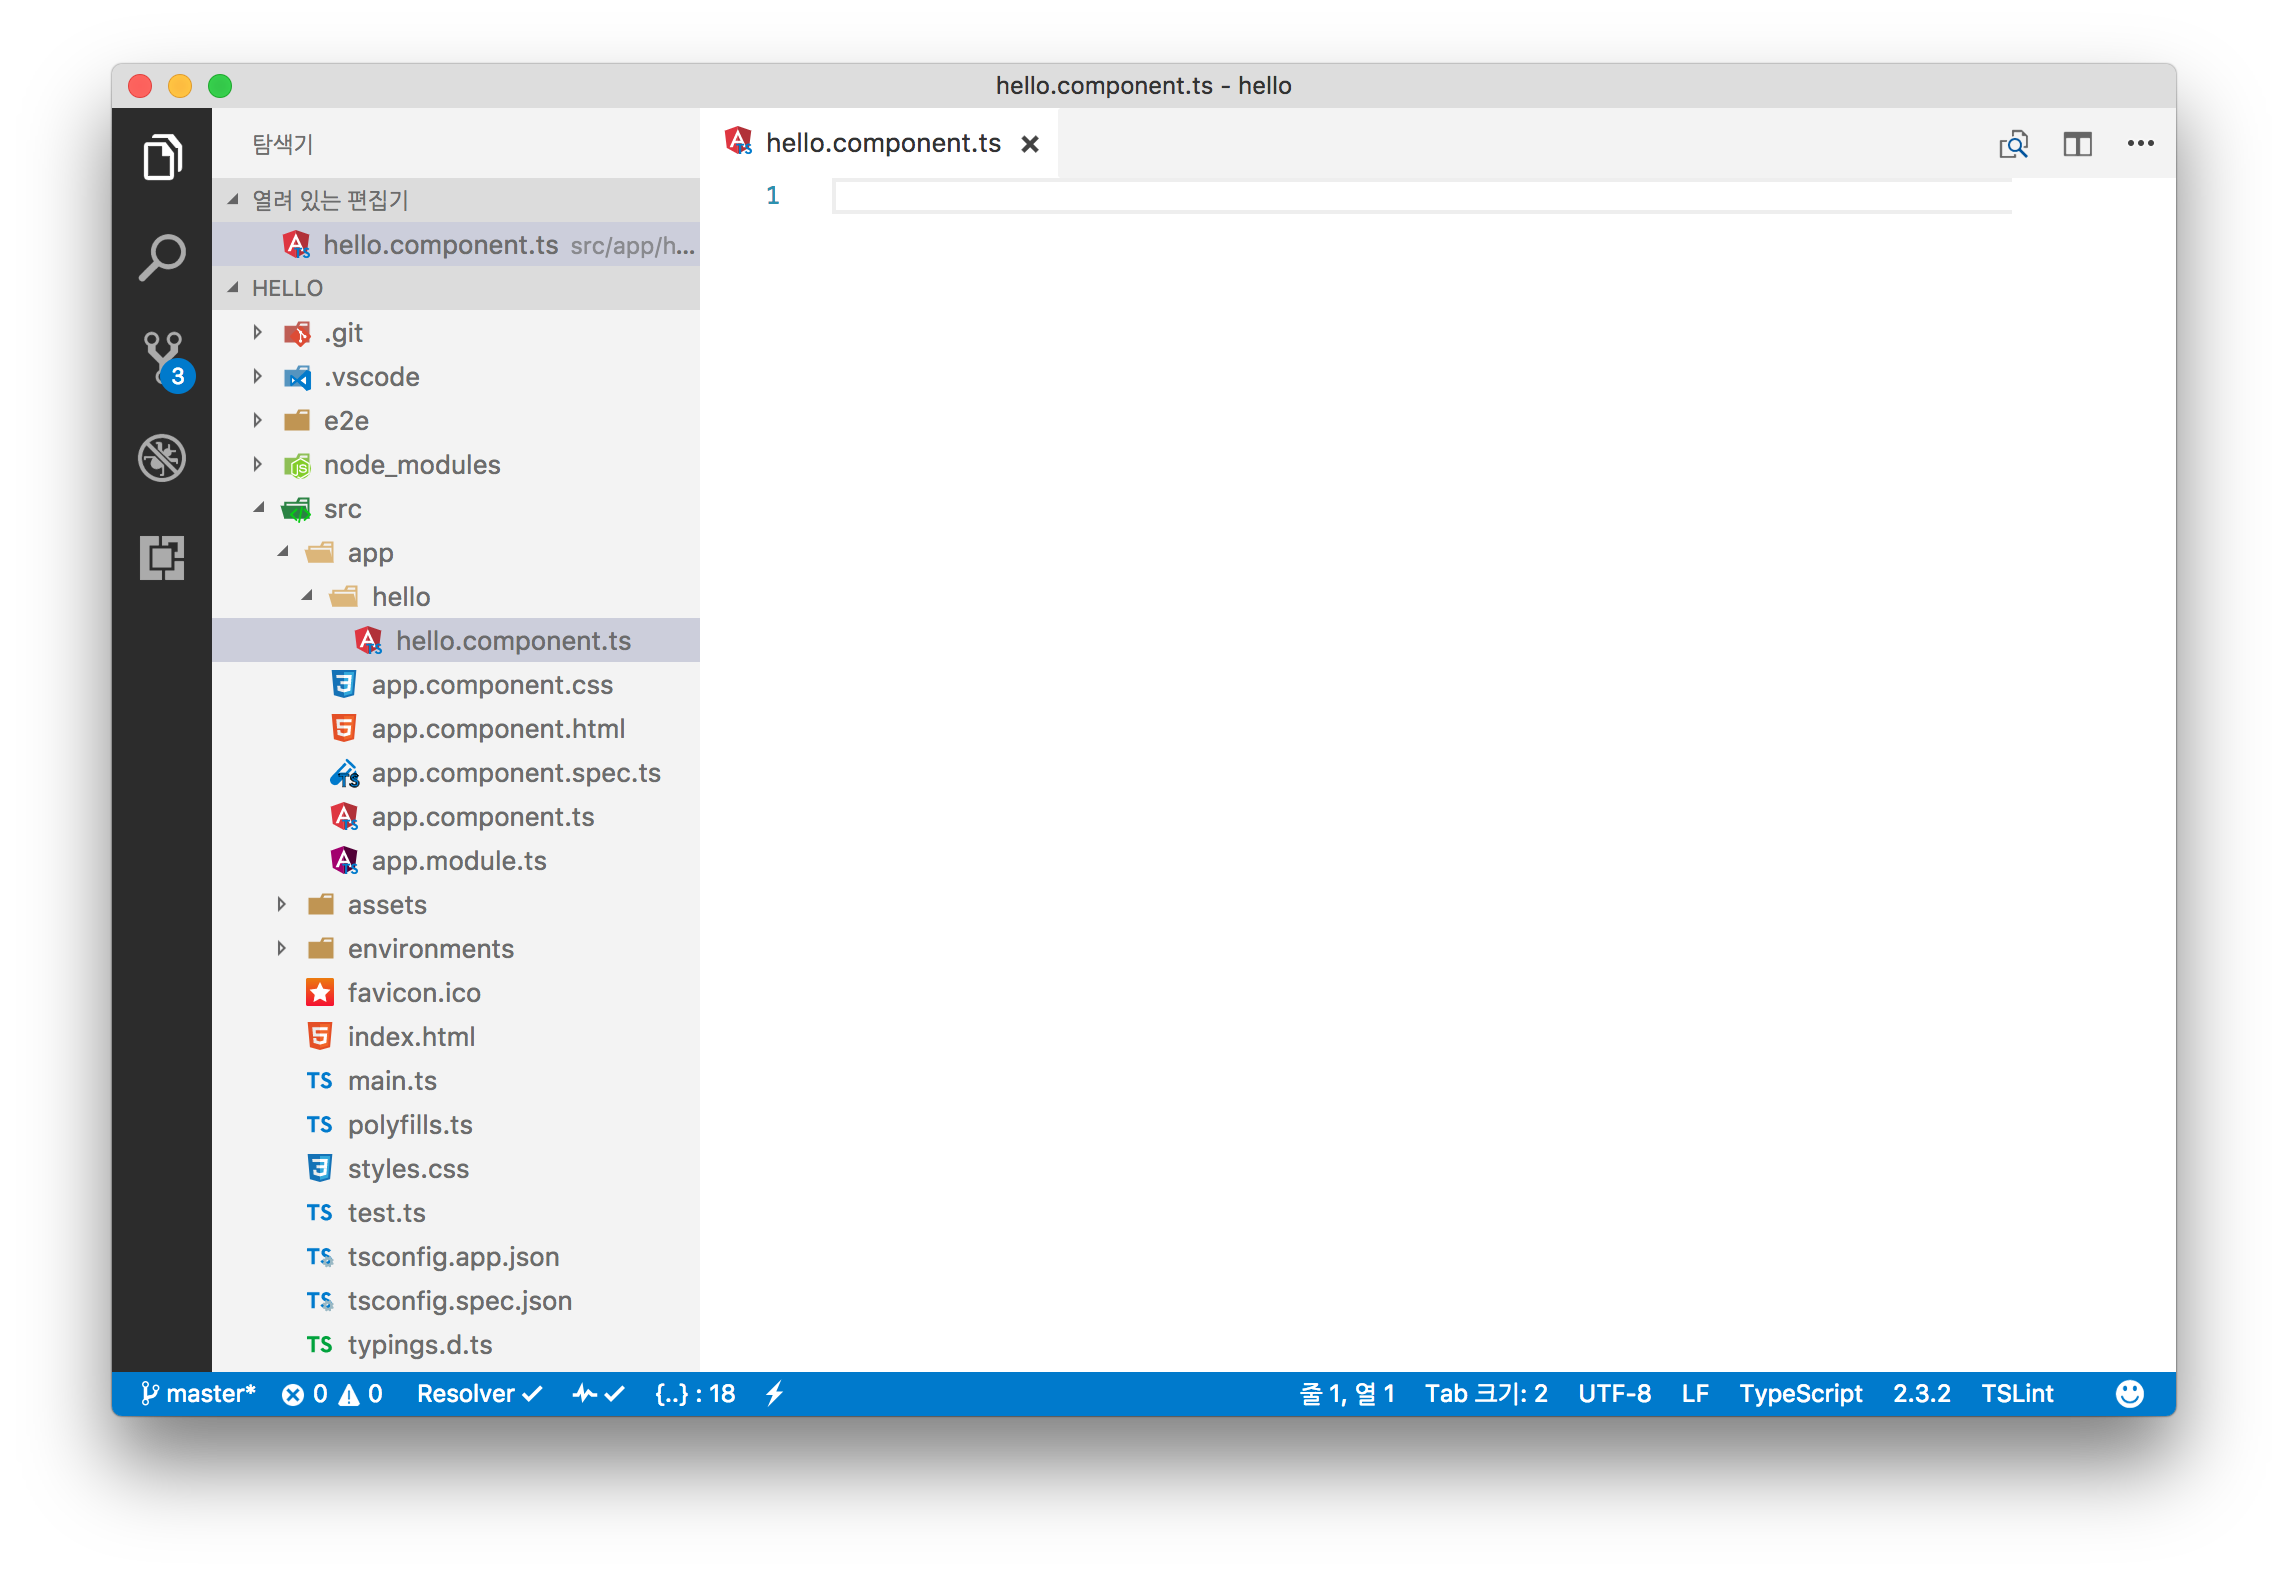 hello.component.ts - hello
탐색기
열려 있는 편집기
hello.component.ts src/app/h...
HELLO
.git
.vscode
e2e
node_modules
src
app
hello
hello.component.ts
app.component.css
app.component.html
app.component.spec.ts
app.component.ts
app.module.ts
assets
environments
favicon.ico
index.html
main.ts
polyfills.ts
styles.css
test.ts
tsconfig.app.json
tsconfig.spec.json
typings.d.ts
3
hello.component.ts
1
master* 0 0 Resolver {..} : 18 줄 1, 열 1 Tab 크기: 2 UTF-8 LF TypeScript 2.3.2 TSLint